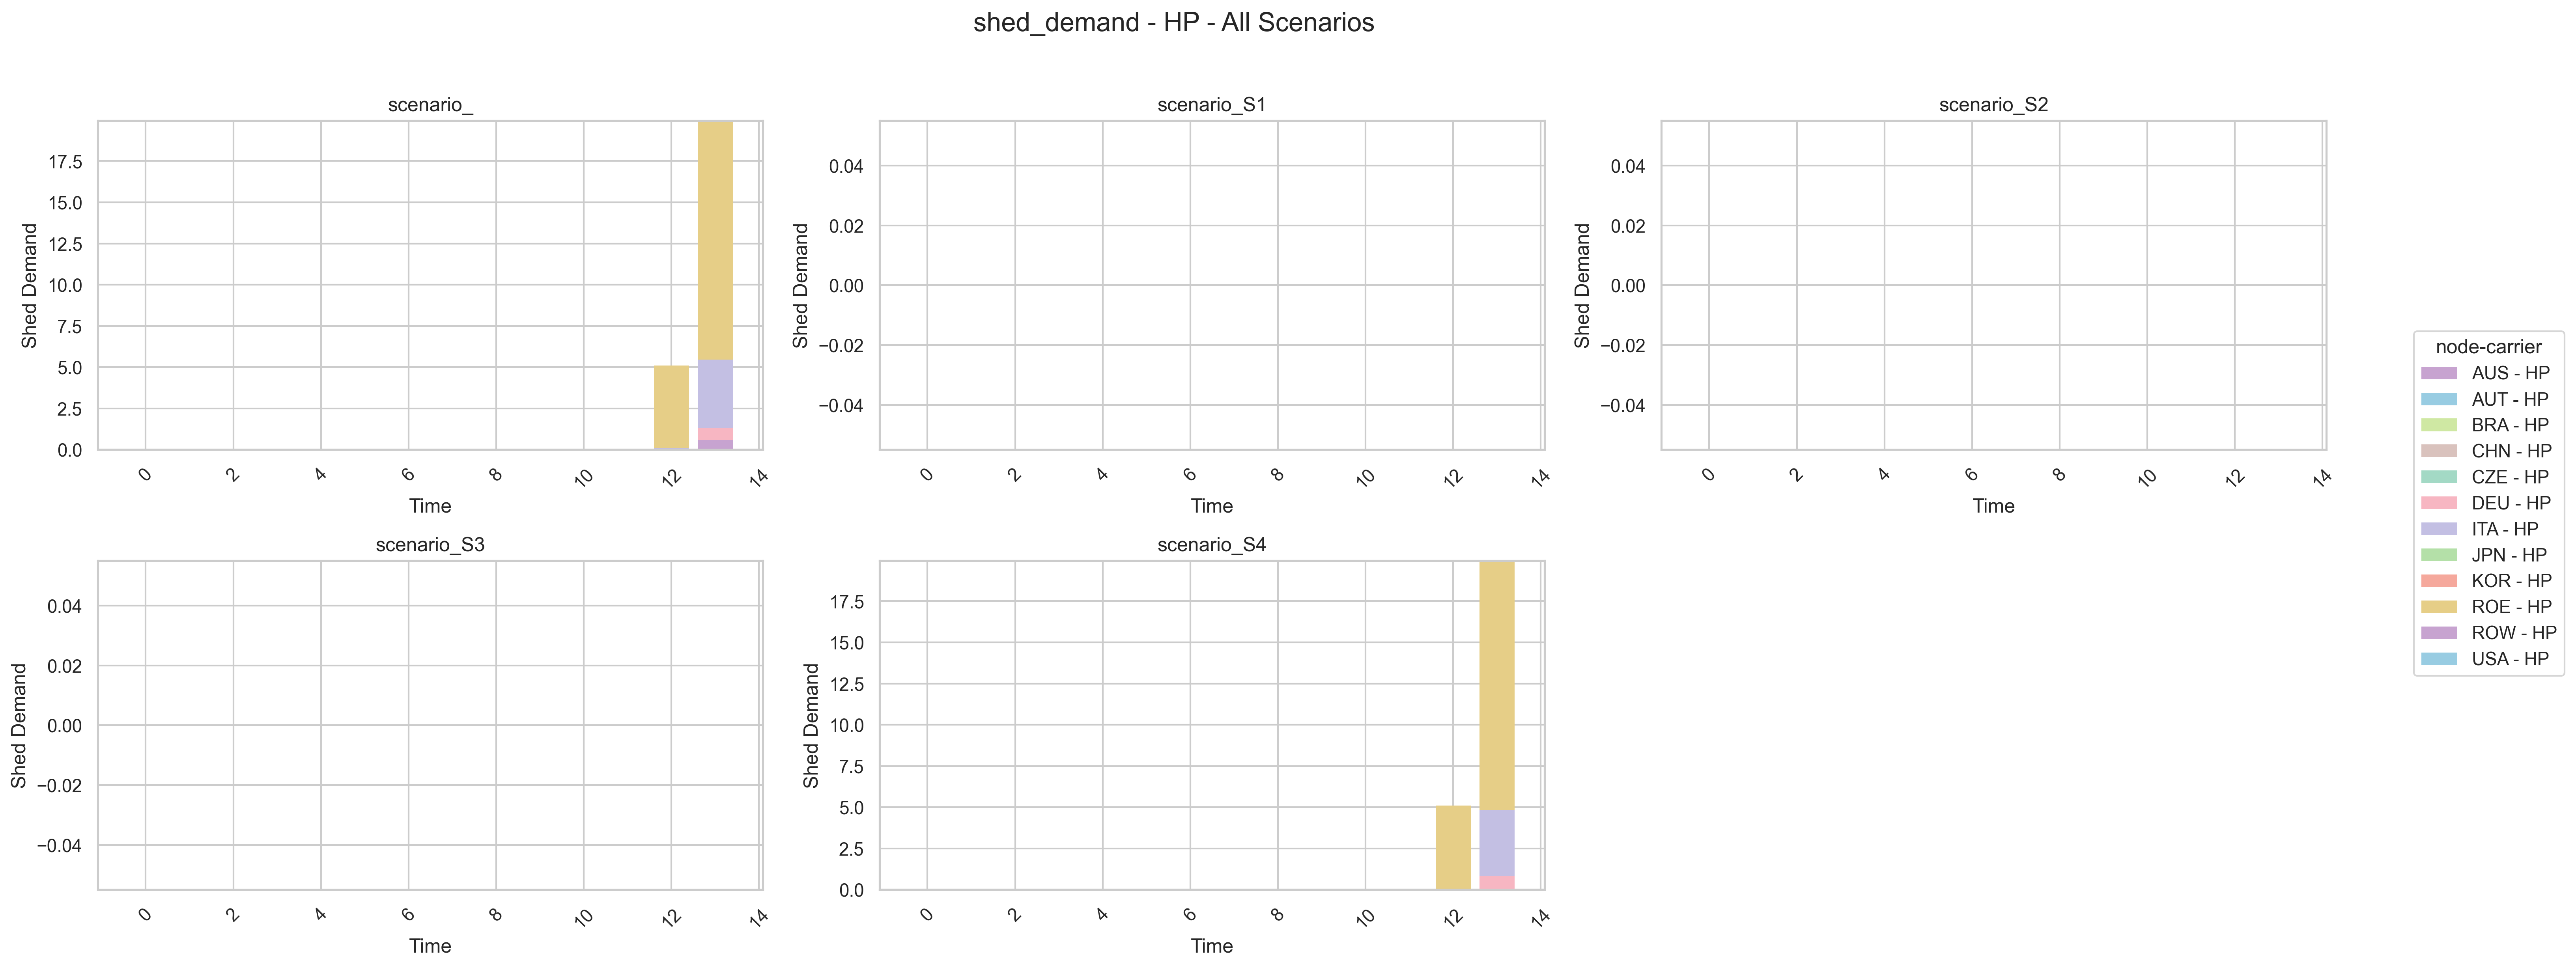 shed_demand - HP - All Scenarios
scenario_
Shed Demand
17.5
15.0
12.5
10.0
7.5
5.0
2.5
0.0
0 2 4 6 8 10 12 14
Time
scenario_S1
Shed Demand
0.04
0.02
0.00
−0.02
−0.04
0 2 4 6 8 10 12 14
Time
scenario_S2
Shed Demand
0.04
0.02
0.00
−0.02
−0.04
0 2 4 6 8 10 12 14
Time
scenario_S3
Shed Demand
0.04
0.02
0.00
−0.02
−0.04
0 2 4 6 8 10 12 14
Time
scenario_S4
Shed Demand
17.5
15.0
12.5
10.0
7.5
5.0
2.5
0.0
0 2 4 6 8 10 12 14
Time
node-carrier
AUS - HP
AUT - HP
BRA - HP
CHN - HP
CZE - HP
DEU - HP
ITA - HP
JPN - HP
KOR - HP
ROE - HP
ROW - HP
USA - HP